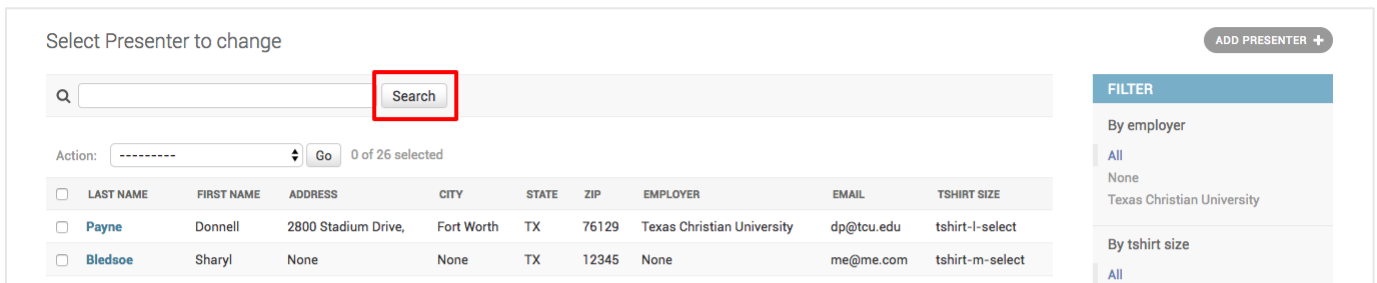 Select Presenter to change
ADD PRESENTER +
Search
Action: --------- Go 0 of 26 selected
LAST NAME FIRST NAME ADDRESS CITY STATE ZIP EMPLOYER EMAIL TSHIRT SIZE
Payne Donnell 2800 Stadium Drive, Fort Worth TX 76129 Texas Christian University dp@tcu.edu tshirt-l-select
Bledsoe Sharyl None None TX 12345 None me@me.com tshirt-m-select
FILTER
By employer
All
None
Texas Christian University
By tshirt size
All